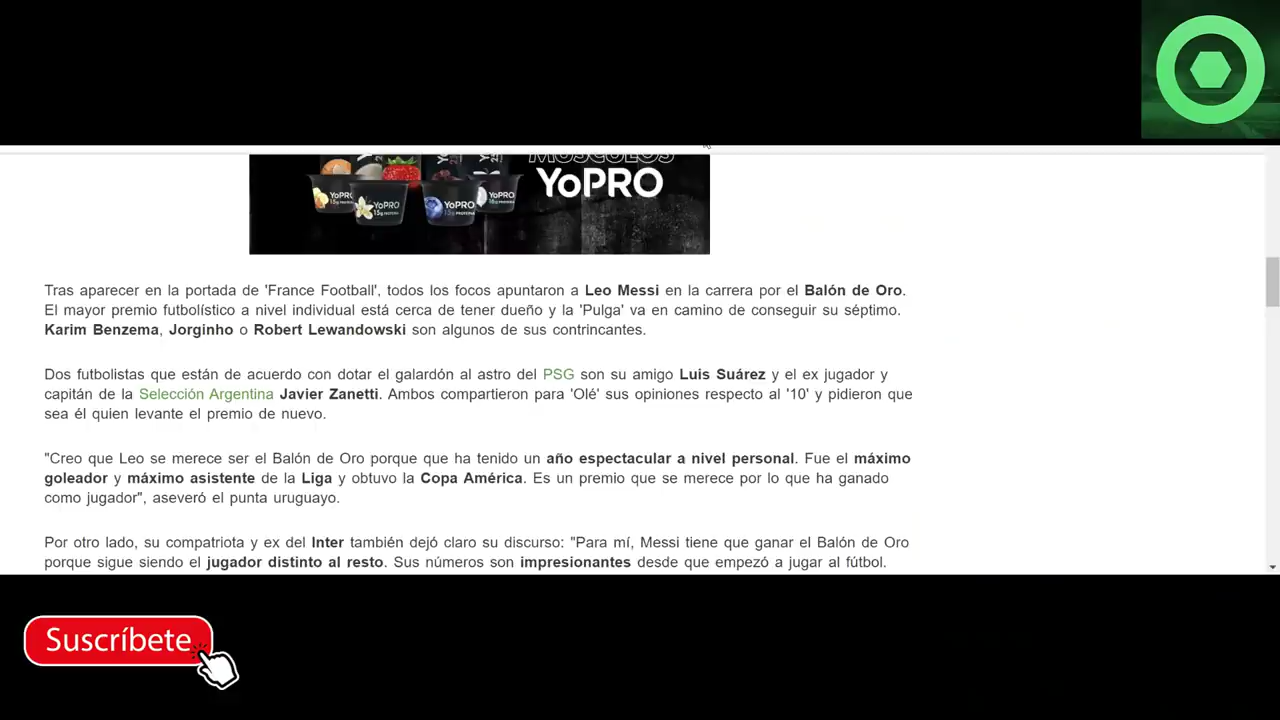 MÚSCULOS
YoPRO
YoPRO
15g PROTEINA
YoPRO
YoPRO
YoPRO
Tras aparecer en la portada de 'France Football', todos los focos apuntaron a Leo Messi en la carrera por el Balón de Oro.
El mayor premio futbolístico a nivel individual está cerca de tener dueño y la 'Pulga' va en camino de conseguir su séptimo.
Karim Benzema, Jorginho o Robert Lewandowski son algunos de sus contrincantes.
Dos futbolistas que están de acuerdo con dotar el galardón al astro del PSG son su amigo Luis Suárez y el ex jugador y
capitán de la Selección Argentina Javier Zanetti. Ambos compartieron para 'Olé' sus opiniones respecto al '10' y pidieron que
sea él quien levante el premio de nuevo.
"Creo que Leo se merece ser el Balón de Oro porque que ha tenido un año espectacular a nivel personal. Fue el máximo
goleador y máximo asistente de la Liga y obtuvo la Copa América. Es un premio que se merece por lo que ha ganado
como jugador", aseveró el punta uruguayo.
Por otro lado, su compatriota y ex del Inter también dejó claro su discurso: "Para mí, Messi tiene que ganar el Balón de Oro
porque sigue siendo el jugador distinto al resto. Sus números son impresionantes desde que empezó a jugar al fútbol.
Suscríbete